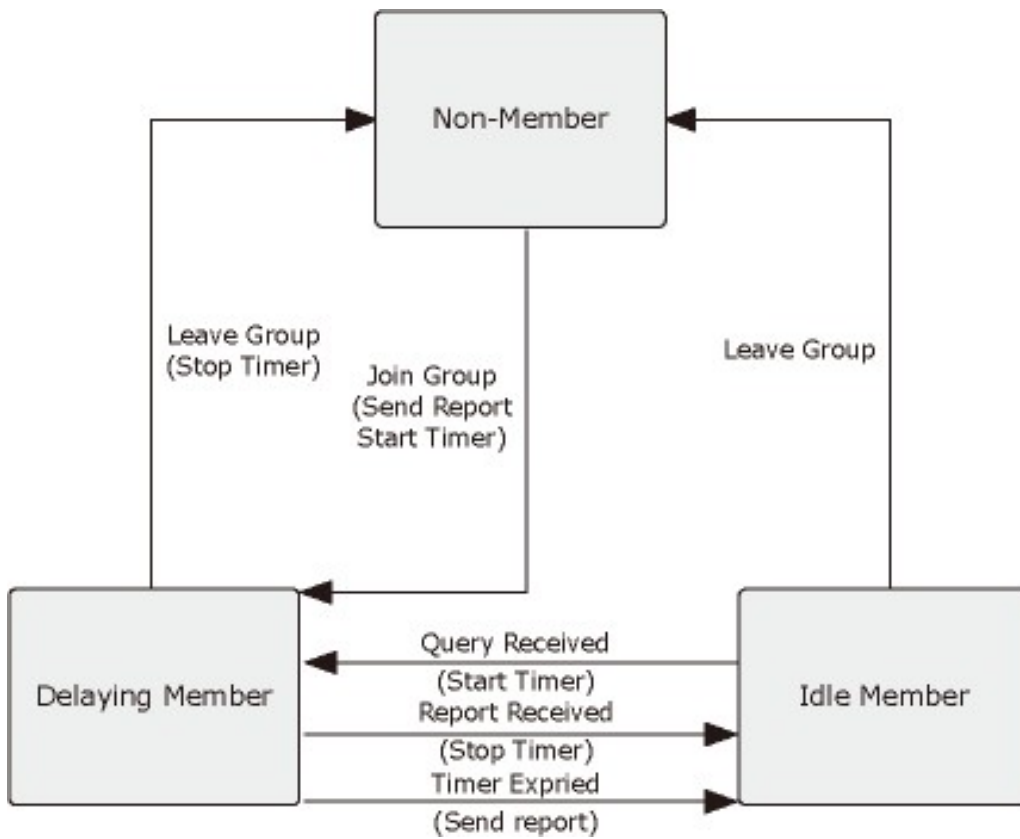 Non-Member
Leave Group
(Stop Timer)
Join Group
(Send Report
Start Timer)
Leave Group
Delaying Member
Query Received
(Start Timer)
Report Received
(Stop Timer)
Timer Expried
(Send report)
Idle Member